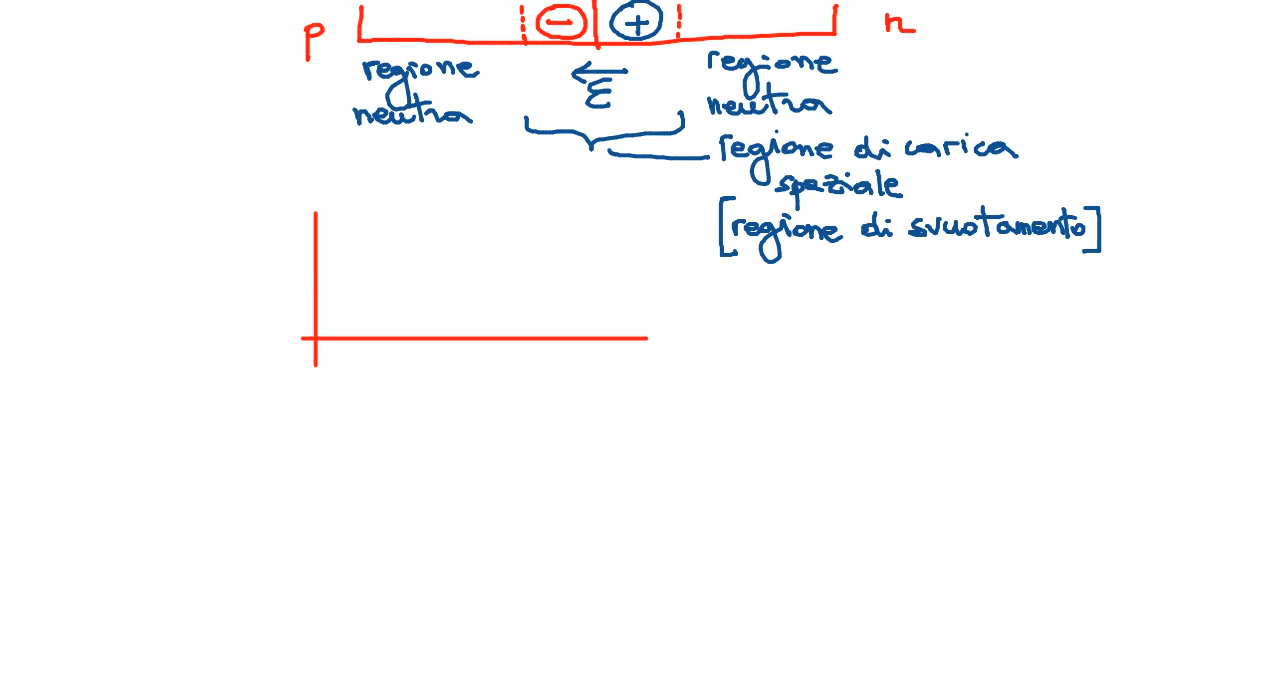 p − + n
regione
neutra
ℰ
regione
neutra
regione di carica
spaziale
[regione di svuotamento]